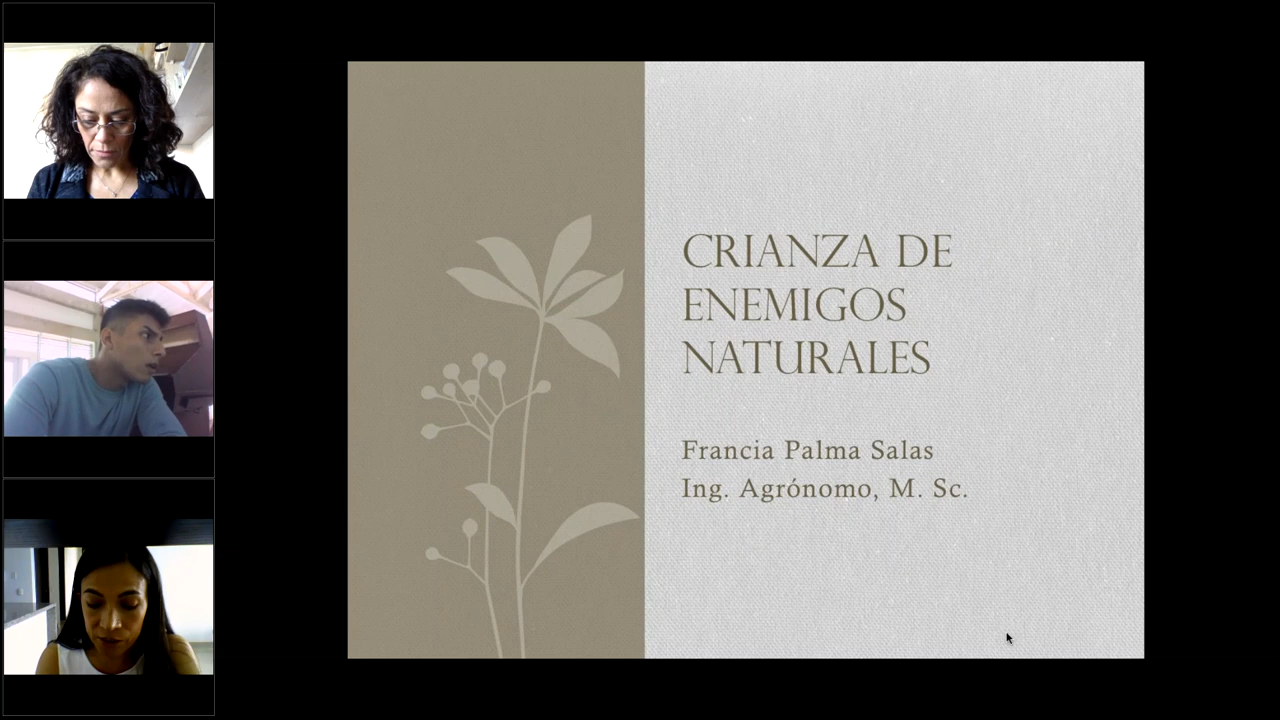 CRIANZA DE
ENEMIGOS
NATURALES
Francia Palma Salas
Ing. Agrónomo, M. Sc.